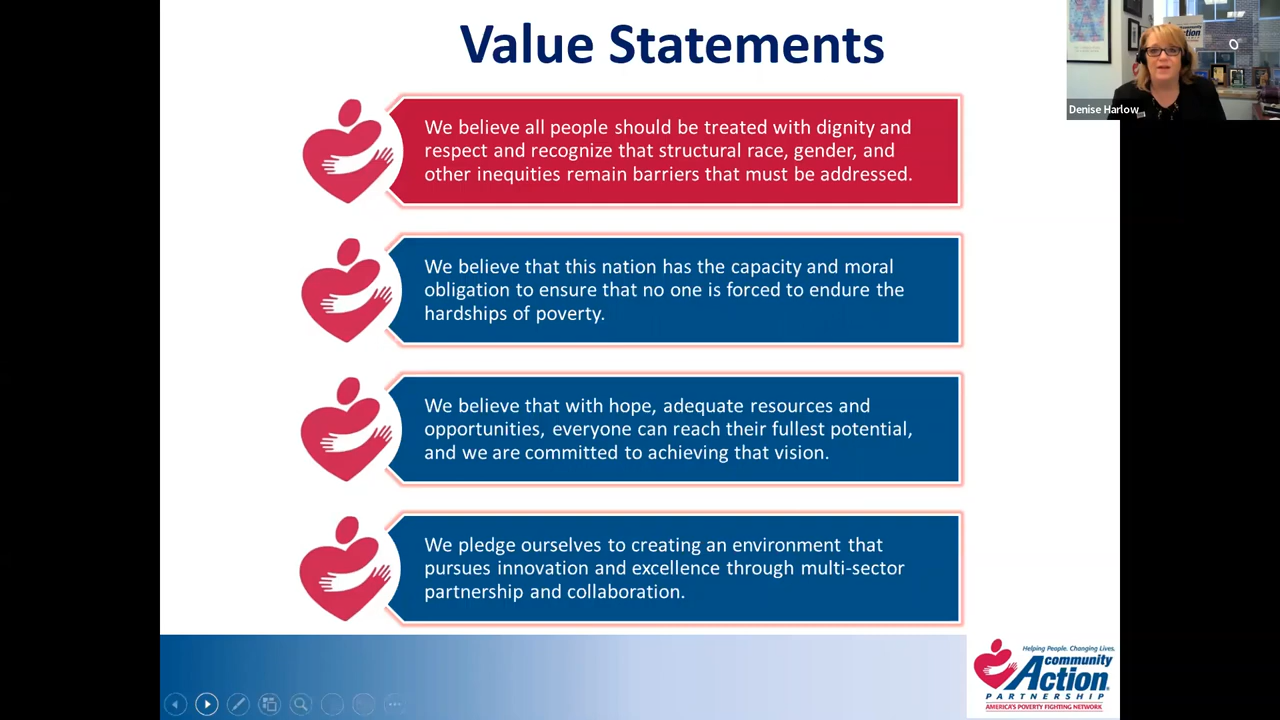 Value Statements
We believe all people should be treated with dignity and
respect and recognize that structural race, gender, and
other inequities remain barriers that must be addressed.
We believe that this nation has the capacity and moral
obligation to ensure that no one is forced to endure the
hardships of poverty.
We believe that with hope, adequate resources and
opportunities, everyone can reach their fullest potential,
and we are committed to achieving that vision.
We pledge ourselves to creating an environment that
pursues innovation and excellence through multi-sector
partnership and collaboration.
community
Action
Denise Harlow
Helping People. Changing Lives.
community
Action
PARTNERSHIP
AMERICA'S POVERTY FIGHTING NETWORK